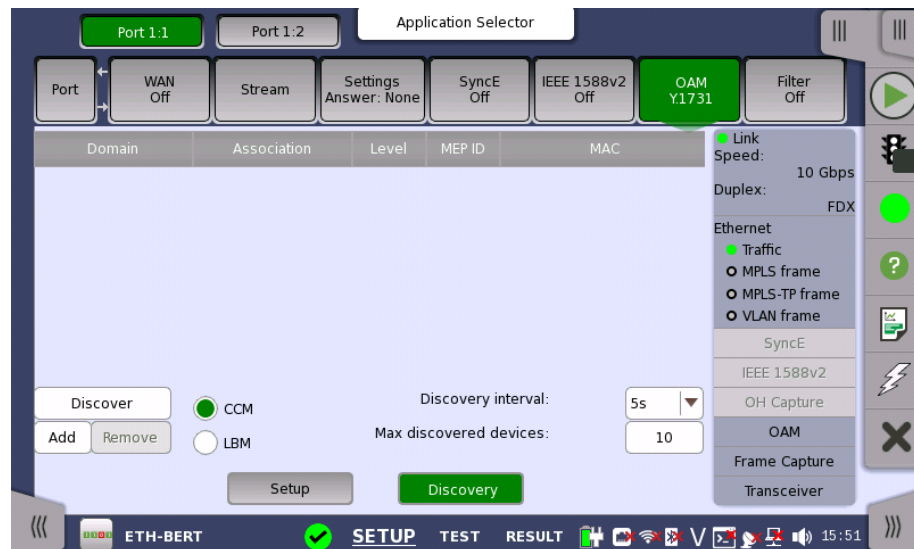 Port 1:1
Port 1:2
Application Selector
Port
WAN
Off
Stream
Settings
Answer: None
SyncE
Off
IEEE 1588v2
Off
OAM
Y.1731
Filter
Off
Domain
Association
Level
MEP ID
MAC
Link
Speed:
10 Gbps
Duplex:
FDX
Ethernet
Traffic
MPLS frame
MPLS-TP frame
VLAN frame
SyncE
IEEE 1588v2
OH Capture
OAM
Frame Capture
Transceiver
Discover
Add
Remove
CCM
LBM
Discovery interval:
5s
Max discovered devices:
10
Setup
Discovery
ETH-BERT
SETUP
TEST
RESULT
15:51